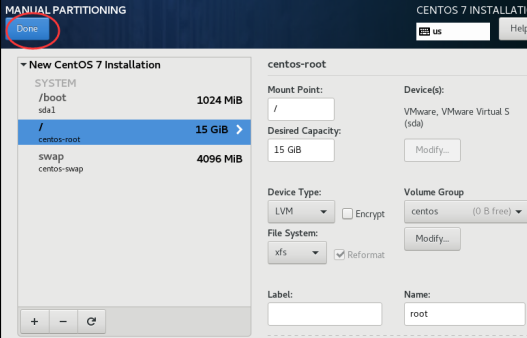 MANUAL PARTITIONING
CENTOS 7 INSTALLATI
Done
us
Help
New CentOS 7 Installation
SYSTEM
/boot
1024 MiB
sda1
/
15 GiB
centos-root
swap
4096 MiB
centos-swap
+ −
centos-root
Mount Point:
Device(s):
/
VMware, VMware Virtual S
(sda)
Desired Capacity:
15 GiB
Modify...
Device Type:
Volume Group
LVM
Encrypt
centos (0 B free)
File System:
Modify...
xfs
Reformat
Label:
Name:
root